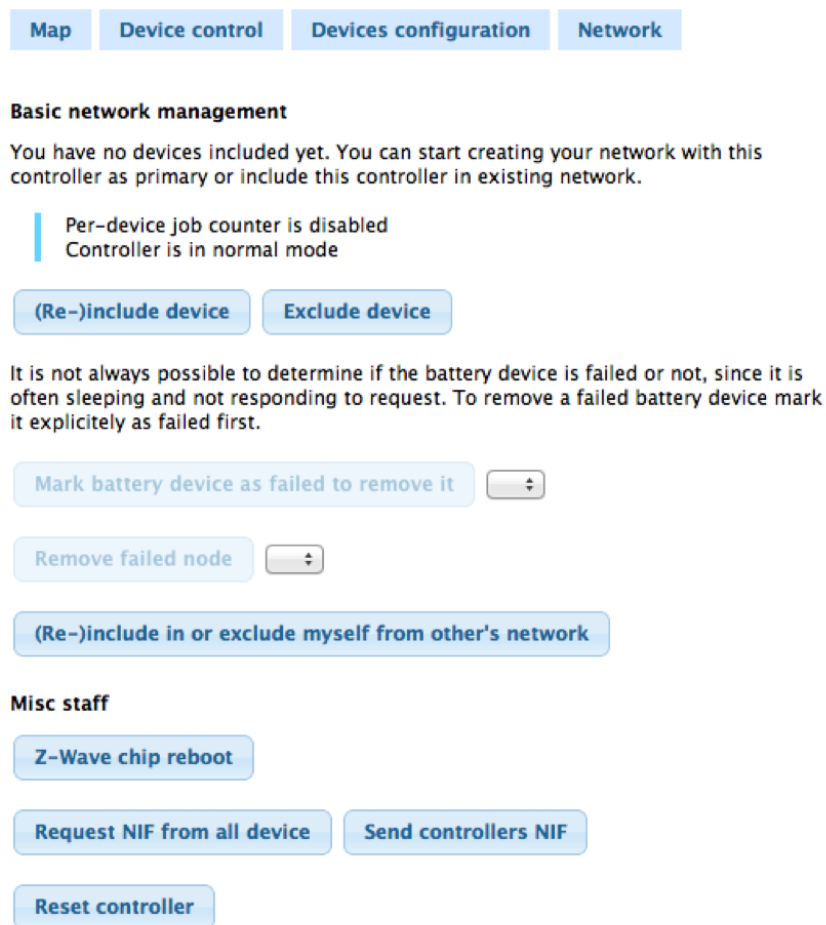 Map Device control Devices configuration Network
Basic network management
You have no devices included yet. You can start creating your network with this
controller as primary or include this controller in existing network.
Per-device job counter is disabled
Controller is in normal mode
(Re-)include device Exclude device
It is not always possible to determine if the battery device is failed or not, since it is
often sleeping and not responding to request. To remove a failed battery device mark
it explicitely as failed first.
Mark battery device as failed to remove it
Remove failed node
(Re-)include in or exclude myself from other's network
Misc staff
Z-Wave chip reboot
Request NIF from all device Send controllers NIF
Reset controller